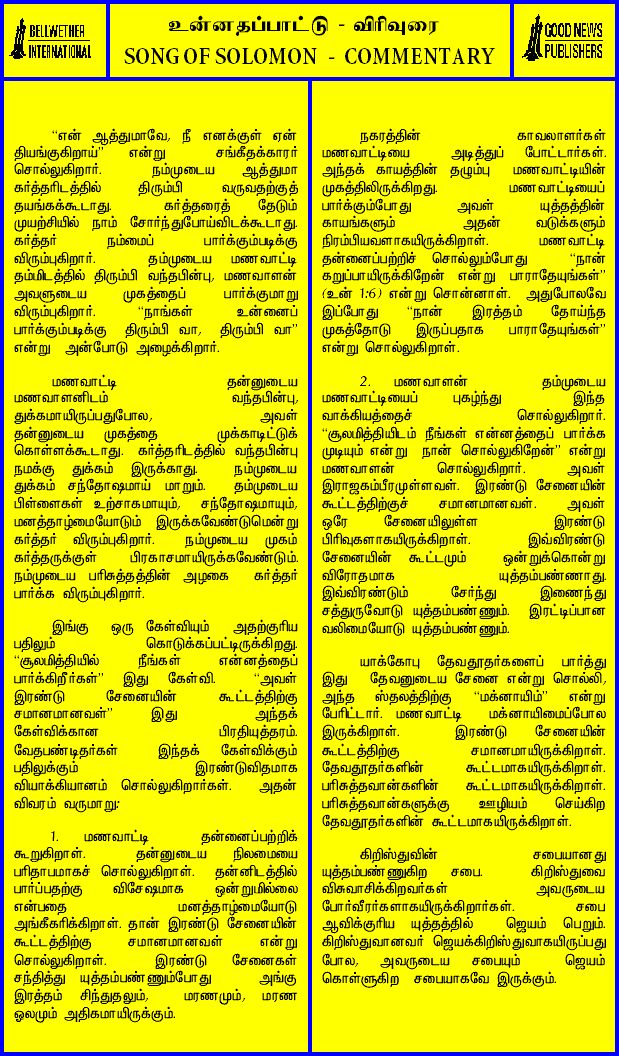 BELLWETHER
INTERNATIONAL
உன்னதப்பாட்டு - விரிவுரை
SONG OF SOLOMON - COMMENTARY
GOOD NEWS
PUBLISHERS
“என் ஆத்துமாவே, நீ எனக்குள் ஏன்
தியங்குகிறாய்” என்று சங்கீதக்காரர்
சொல்லுகிறார். நம்முடைய ஆத்துமா
கர்த்தரிடத்தில் திரும்பி வருவதற்குத்
தயங்கக்கூடாது. கர்த்தரைத் தேடும்
முயற்சியில் நாம் சோர்ந்துபோய்விடக்கூடாது.
கர்த்தர் நம்மைப் பார்க்கும்படிக்கு
விரும்புகிறார். தம்முடைய மணவாட்டி
தம்மிடத்தில் திரும்பி வந்தபின்பு, மணவாளன்
அவளுடைய முகத்தைப் பார்க்குமாறு
விரும்புகிறார். “நாங்கள் உன்னைப்
பார்க்கும்படிக்கு திரும்பி வா, திரும்பி வா”
என்று அன்போடு அழைக்கிறார்.
மணவாட்டி தன்னுடைய
மணவாளனிடம் வந்தபின்பு,
துக்கமாயிருப்பதுபோல, அவள்
தன்னுடைய முகத்தை முக்காடிட்டுக்
கொள்ளக்கூடாது. கர்த்தரிடத்தில் வந்தபின்பு
நமக்கு துக்கம் இருக்காது. நம்முடைய
துக்கம் சந்தோஷமாய் மாறும். தம்முடைய
பிள்ளைகள் உற்சாகமாயும், சந்தோஷமாயும்,
மனத்தாழ்மையோடும் இருக்கவேண்டுமென்று
கர்த்தர் விரும்புகிறார். நம்முடைய முகம்
கர்த்தருக்குள் பிரகாசமாயிருக்கவேண்டும்.
நம்முடைய பரிசுத்தத்தின் அழகை கர்த்தர்
பார்க்க விரும்புகிறார்.
இங்கு ஒரு கேள்வியும் அதற்குரிய
பதிலும் கொடுக்கப்பட்டிருக்கிறது.
“சூலமித்தியில் நீங்கள் என்னத்தைப்
பார்க்கிறீர்கள்” இது கேள்வி. “அவள்
இரண்டு சேனையின் கூட்டத்திற்கு
சமானமானவள்” இது அந்தக்
கேள்விக்கான பிரதியுத்தரம்.
வேதபண்டிதர்கள் இந்தக் கேள்விக்கும்
பதிலுக்கும் இரண்டுவிதமாக
வியாக்கியானம் சொல்லுகிறார்கள். அதன்
விவரம் வருமாறு:
1. மணவாட்டி தன்னைப்பற்றிக்
கூறுகிறாள். தன்னுடைய நிலமையை
பரிதாபமாகச் சொல்லுகிறாள். தன்னிடத்தில்
பார்ப்பதற்கு விசேஷமாக ஒன்றுமில்லை
என்பதை மனத்தாழ்மையோடு
அங்கீகரிக்கிறாள். தான் இரண்டு சேனையின்
கூட்டத்திற்கு சமானமானவள் என்று
சொல்லுகிறாள். இரண்டு சேனைகள்
சந்தித்து யுத்தம்பண்ணும்போது அங்கு
இரத்தம் சிந்துதலும், மரணமும், மரண
ஓலமும் அதிகமாயிருக்கும்.
நகரத்தின் காவலாளர்கள்
மணவாட்டியை அடித்துப் போட்டார்கள்.
அந்தக் காயத்தின் தழும்பு மணவாட்டியின்
முகத்திலிருக்கிறது. மணவாட்டியைப்
பார்க்கும்போது அவள் யுத்தத்தின்
காயங்களும் அதன் வடுக்களும்
நிரம்பியவளாகயிருக்கிறாள். மணவாட்டி
தன்னைப்பற்றிச் சொல்லும்போது “நான்
கறுப்பாயிருக்கிறேன் என்று பாராதேயுங்கள்”
(உன் 1:6) என்று சொன்னாள். அதுபோலவே
இப்போது “நான் இரத்தம் தோய்ந்த
முகத்தோடு இருப்பதாக பாராதேயுங்கள்”
என்று சொல்லுகிறாள்.
2. மணவாளன் தம்முடைய
மணவாட்டியைப் புகழ்ந்து இந்த
வாக்கியத்தைச் சொல்லுகிறார்.
“சூலமித்தியிடம் நீங்கள் என்னத்தைப் பார்க்க
முடியும் என்று நான் சொல்லுகிறேன்” என்று
மணவாளன் சொல்லுகிறார். அவள்
இராஜகம்பீரமுள்ளவள். இரண்டு சேனையின்
கூட்டத்திற்குச் சமானமானவள். அவள்
ஒரே சேனையிலுள்ள இரண்டு
பிரிவுகளாகயிருக்கிறாள். இவ்விரண்டு
சேனையின் கூட்டமும் ஒன்றுக்கொன்று
விரோதமாக யுத்தம்பண்ணாது.
இவ்விரண்டும் சேர்ந்து இணைந்து
சத்துருவோடு யுத்தம்பண்ணும். இரட்டிப்பான
வலிமையோடு யுத்தம்பண்ணும்.
யாக்கோபு தேவதூதர்களைப் பார்த்து
இது தேவனுடைய சேனை என்று சொல்லி,
அந்த ஸ்தலத்திற்கு “மக்னாயீம்” என்று
பேரிட்டார். மணவாட்டி மக்னாயிமைப்போல
இருக்கிறாள். இரண்டு சேனையின்
கூட்டத்திற்கு சமானமாயிருக்கிறாள்.
தேவதூதர்களின் கூட்டமாகயிருக்கிறாள்.
பரிசுத்தவான்களின் கூட்டமாகயிருக்கிறாள்.
பரிசுத்தவான்களுக்கு ஊழியம் செய்கிற
தேவதூதர்களின் கூட்டமாகயிருக்கிறாள்.
கிறிஸ்துவின் சபையானது
யுத்தம்பண்ணுகிற சபை. கிறிஸ்துவை
விசுவாசிக்கிறவர்கள் அவருடைய
போர்வீரர்களாகயிருக்கிறார்கள். சபை
ஆவிக்குரிய யுத்தத்தில் ஜெயம் பெறும்.
கிறிஸ்துவானவர் ஜெயக்கிறிஸ்துவாகயிருப்பது
போல, அவருடைய சபையும் ஜெயம்
கொள்ளுகிற சபையாகவே இருக்கும்.